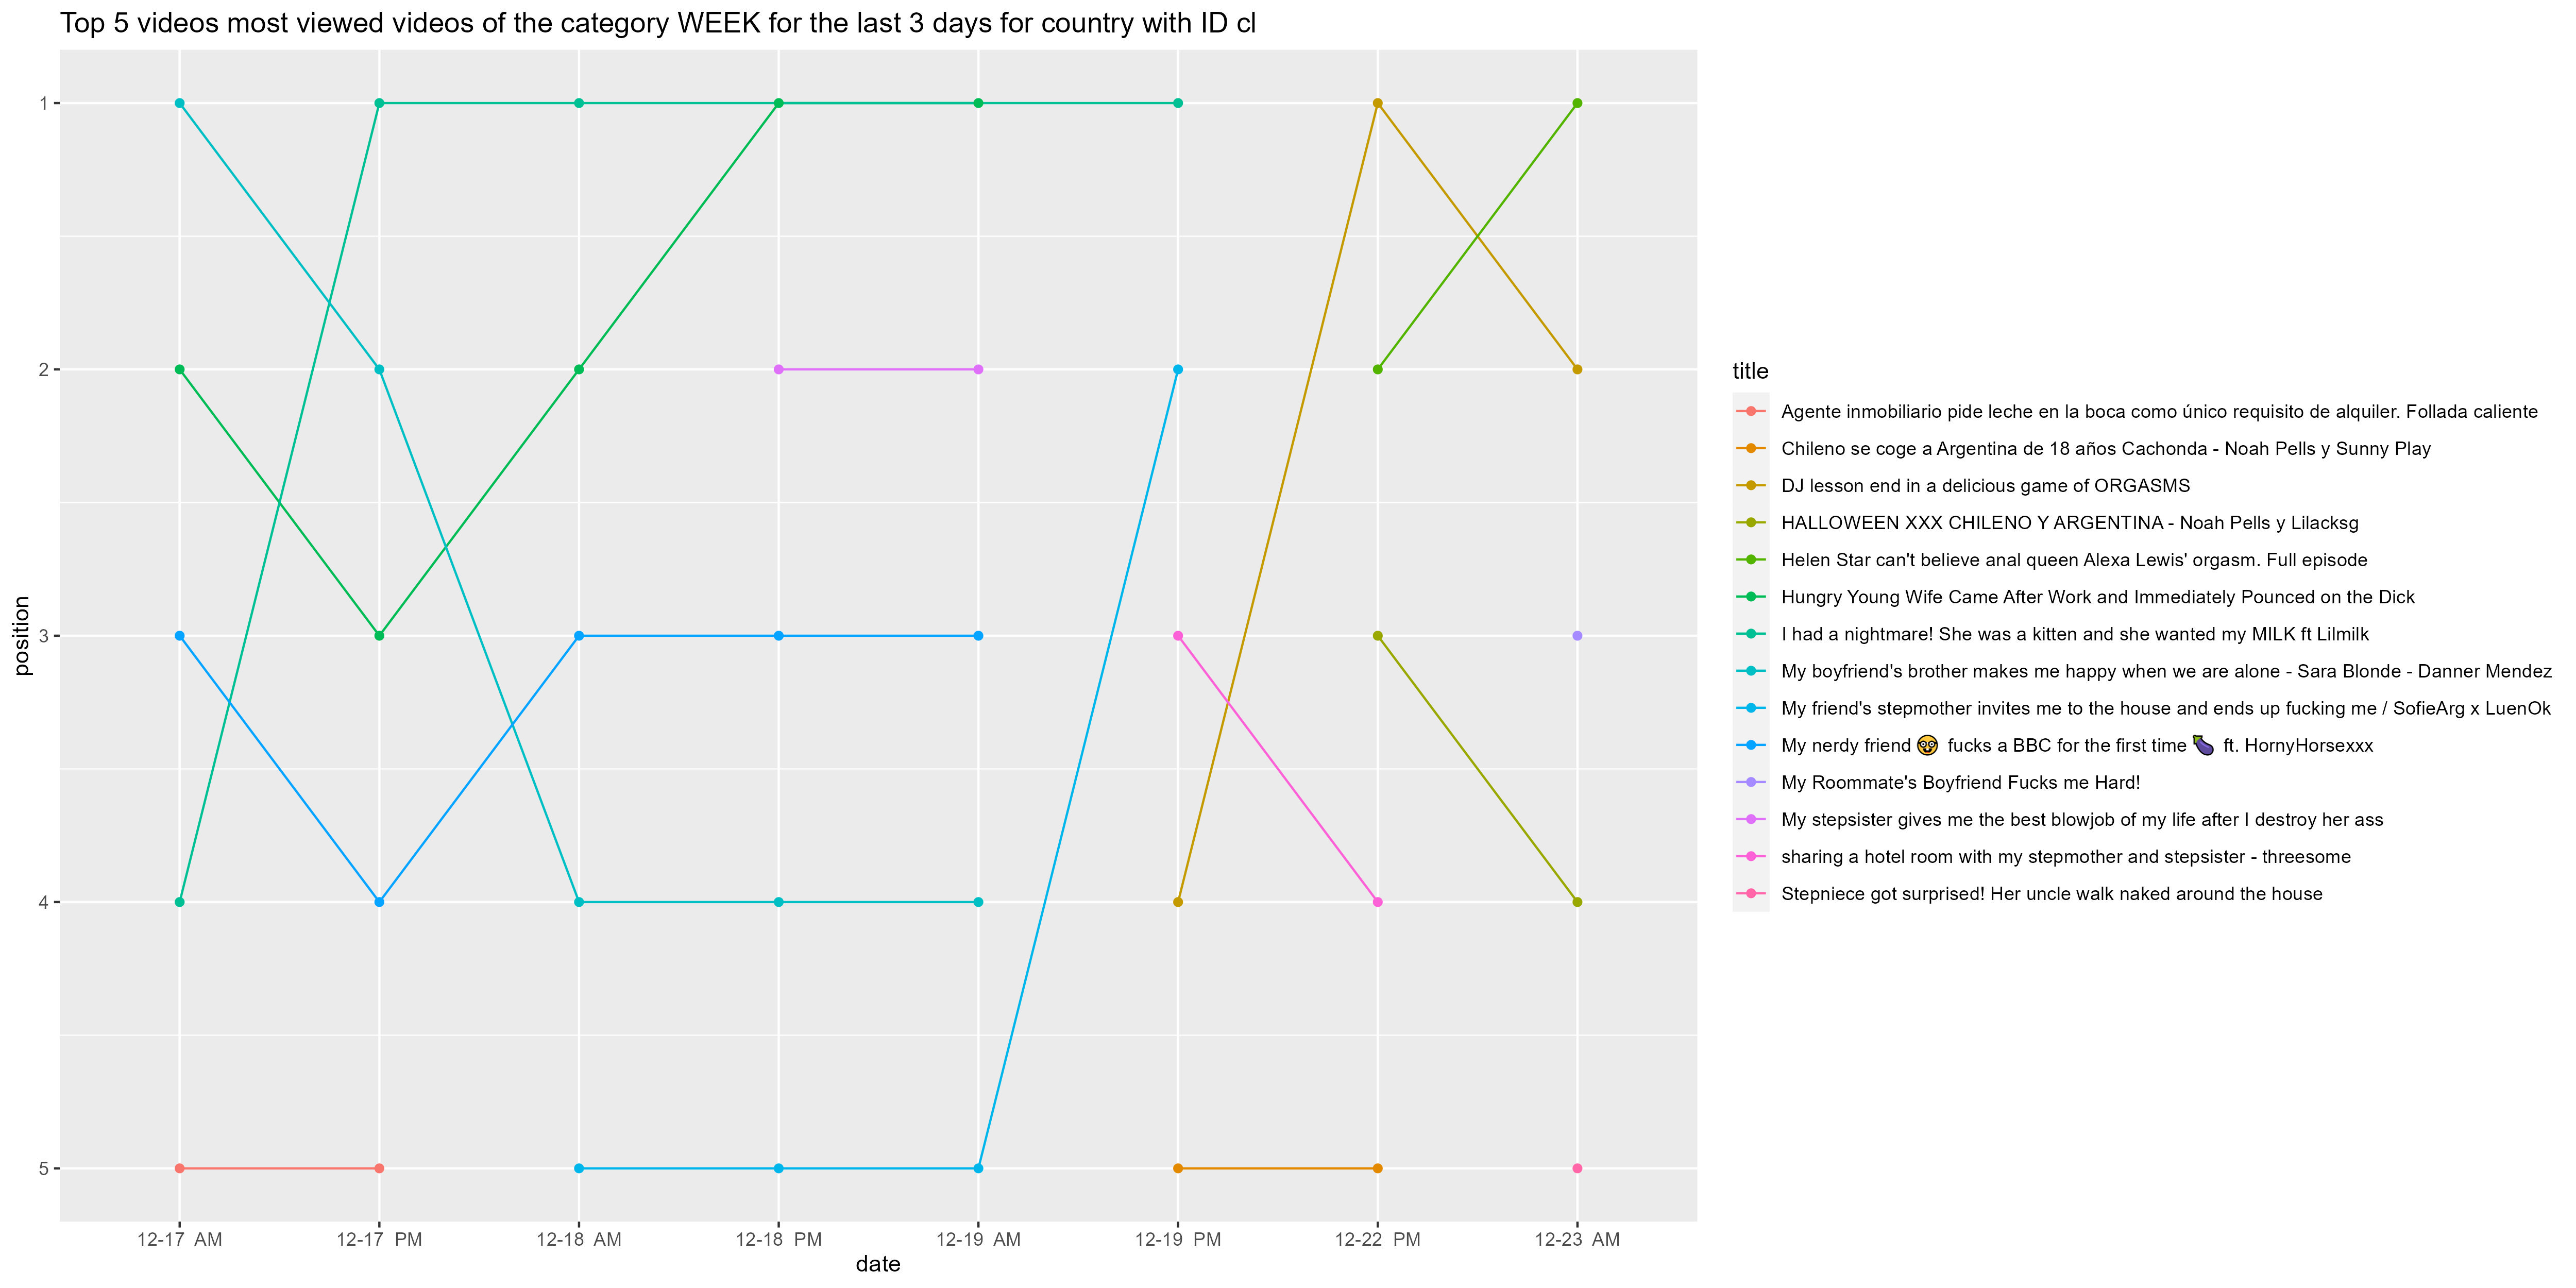 Top 5 videos most viewed videos of the category WEEK for the last 3 days for country with ID cl
1
2
3
4
5
position
12-17 AM
12-17 PM
12-18 AM
12-18 PM
12-19 AM
12-19 PM
12-22 PM
12-23 AM
date
title
Agente inmobiliario pide leche en la boca como único requisito de alquiler. Follada caliente
Chileno se coge a Argentina de 18 años Cachonda - Noah Pells y Sunny Play
DJ lesson end in a delicious game of ORGASMS
HALLOWEEN XXX CHILENO Y ARGENTINA - Noah Pells y Lilacksg
Helen Star can't believe anal queen Alexa Lewis' orgasm. Full episode
Hungry Young Wife Came After Work and Immediately Pounced on the Dick
I had a nightmare! She was a kitten and she wanted my MILK ft Lilmilk
My boyfriend's brother makes me happy when we are alone - Sara Blonde - Danner Mendez
My friend's stepmother invites me to the house and ends up fucking me / SofieArg x LuenOk
My nerdy friend 🤓 fucks a BBC for the first time 🍆 ft. HornyHorsexxx
My Roommate's Boyfriend Fucks me Hard!
My stepsister gives me the best blowjob of my life after I destroy her ass
sharing a hotel room with my stepmother and stepsister - threesome
Stepniece got surprised! Her uncle walk naked around the house